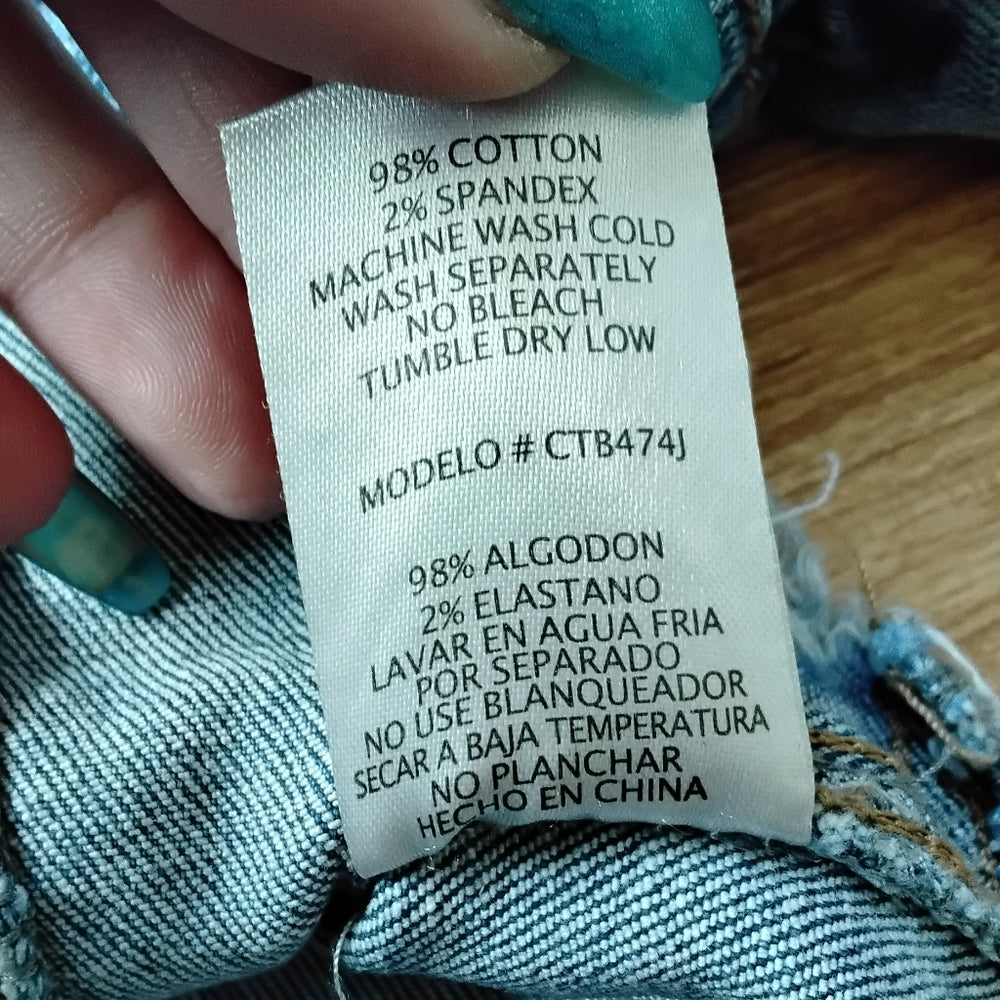 98% COTTON
2% SPANDEX
MACHINE WASH COLD
WASH SEPARATELY
NO BLEACH
TUMBLE DRY LOW
MODELO # CTB474J
98% ALGODON
2% ELASTANO
LAVAR EN AGUA FRIA
POR SEPARADO
NO USE BLANQUEADOR
SECAR A BAJA TEMPERATURA
NO PLANCHAR
HECHO EN CHINA